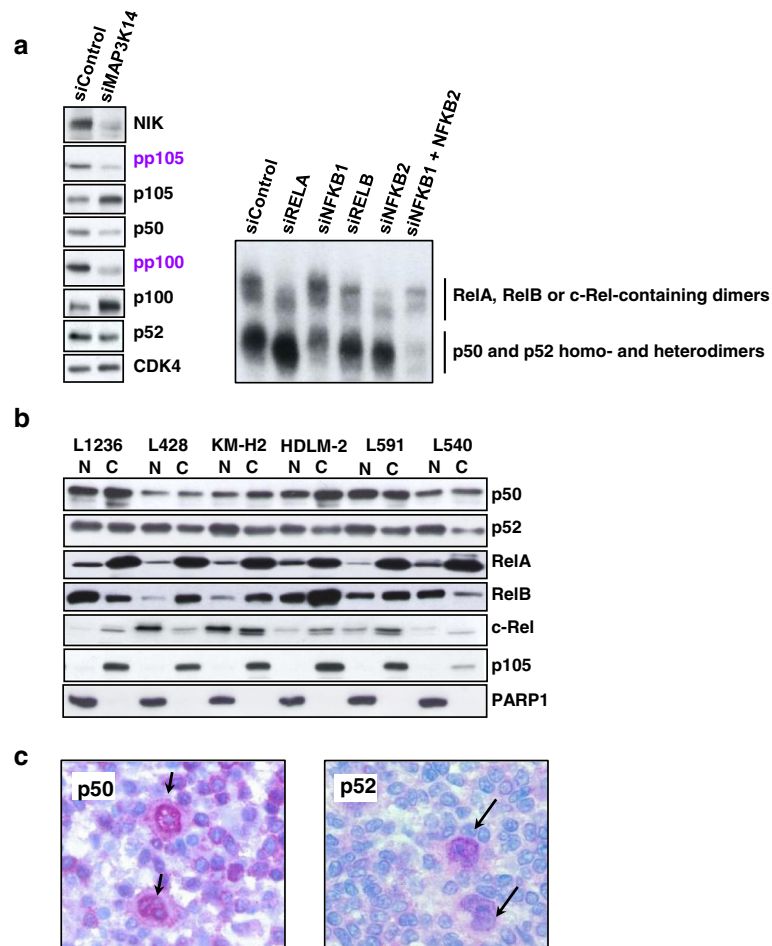 a
siControl
siMAP3K14
NIK
pp105
p105
p50
pp100
p100
p52
CDK4
siControl
siRELA
siNFKB1
siRELB
siNFKB2
siNFKB1 + NFKB2
RelA, RelB or c-Rel-containing dimers
p50 and p52 homo- and heterodimers
b
L1236 L428 KM-H2 HDLM-2 L591 L540
N C N C N C N C N C N C
p50
p52
RelA
RelB
c-Rel
p105
PARP1
c
p50
p52